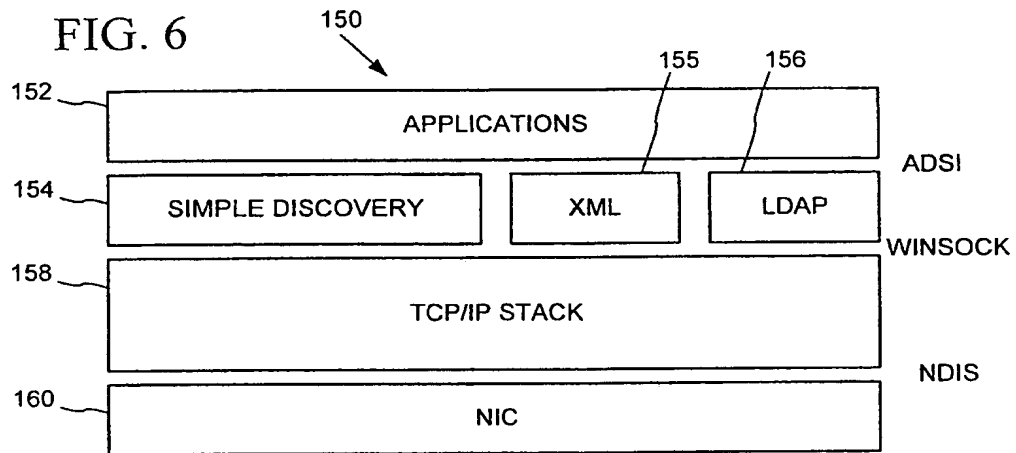 FIG. 6
150
155
156
152
APPLICATIONS
ADSI
154
SIMPLE DISCOVERY
XML
LDAP
WINSOCK
158
TCP/IP STACK
NDIS
160
NIC